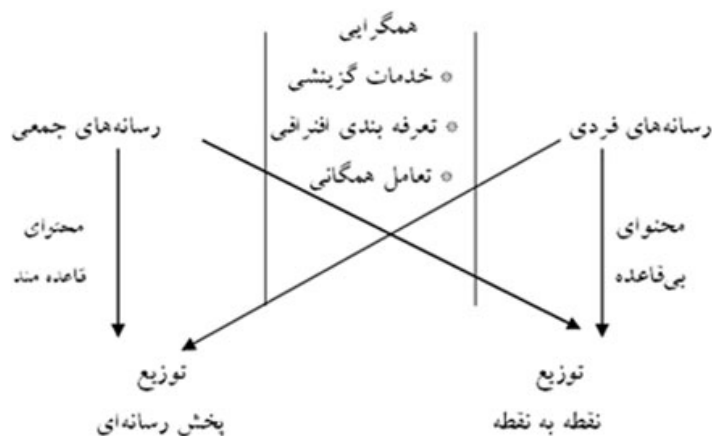 همگرایی
خدمات گزینشی
رسانه‌های فردی
تعرفه بندی افتراقی
رسانه‌های جمعی
تعامل همگانی
محتوای
بی‌قاعده
محتوای
قاعده مند
توزیع
نقطه به نقطه
توزیع
پخش رسانه‌ای